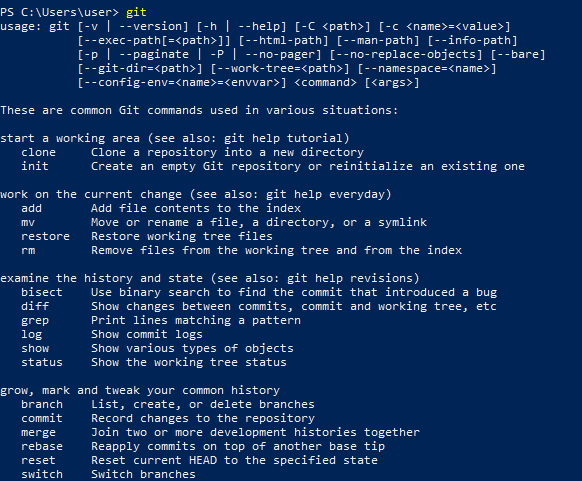 PS C:\Users\user> git
usage: git [-v | --version] [-h | --help] [-C <path>] [-c <name>=<value>]
           [--exec-path[=<path>]] [--html-path] [--man-path] [--info-path]
           [-p | --paginate | -P | --no-pager] [--no-replace-objects] [--bare]
           [--git-dir=<path>] [--work-tree=<path>] [--namespace=<name>]
           [--config-env=<name>=<envvar>] <command> [<args>]

These are common Git commands used in various situations:

start a working area (see also: git help tutorial)
   clone     Clone a repository into a new directory
   init      Create an empty Git repository or reinitialize an existing one

work on the current change (see also: git help everyday)
   add       Add file contents to the index
   mv        Move or rename a file, a directory, or a symlink
   restore   Restore working tree files
   rm        Remove files from the working tree and from the index

examine the history and state (see also: git help revisions)
   bisect    Use binary search to find the commit that introduced a bug
   diff      Show changes between commits, commit and working tree, etc
   grep      Print lines matching a pattern
   log       Show commit logs
   show      Show various types of objects
   status    Show the working tree status

grow, mark and tweak your common history
   branch    List, create, or delete branches
   commit    Record changes to the repository
   merge     Join two or more development histories together
   rebase    Reapply commits on top of another base tip
   reset     Reset current HEAD to the specified state
   switch    Switch branches